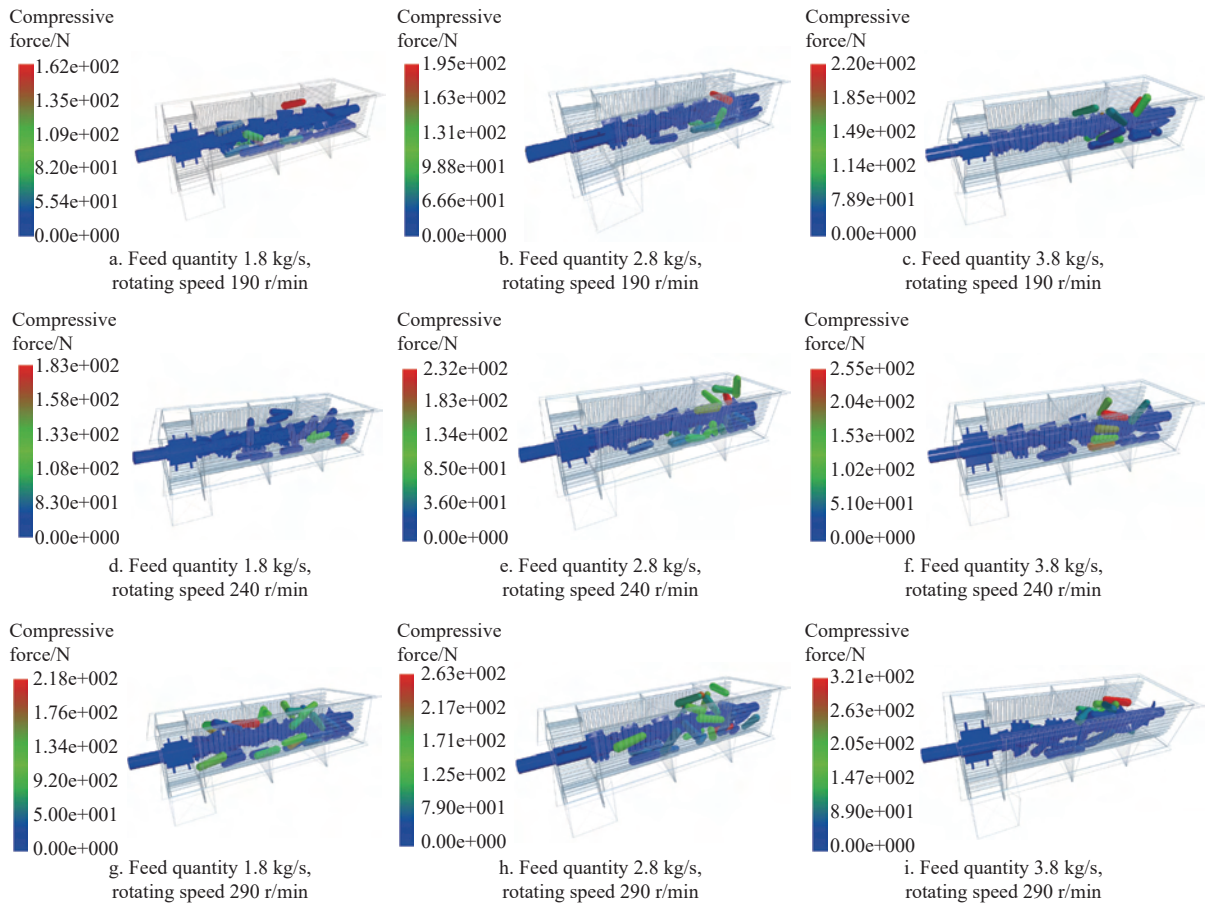 Compressive
force/N
1.62e+002
1.35e+002
1.09e+002
8.20e+001
5.54e+001
0.00e+000
a. Feed quantity 1.8 kg/s,
rotating speed 190 r/min
Compressive
force/N
1.95e+002
1.63e+002
1.31e+002
9.88e+001
6.66e+001
0.00e+000
b. Feed quantity 2.8 kg/s,
rotating speed 190 r/min
Compressive
force/N
2.20e+002
1.85e+002
1.49e+002
1.14e+002
7.89e+001
0.00e+000
c. Feed quantity 3.8 kg/s,
rotating speed 190 r/min
Compressive
force/N
1.83e+002
1.58e+002
1.33e+002
1.08e+002
8.30e+001
0.00e+000
d. Feed quantity 1.8 kg/s,
rotating speed 240 r/min
Compressive
force/N
2.32e+002
1.83e+002
1.34e+002
8.50e+001
3.60e+001
0.00e+000
e. Feed quantity 2.8 kg/s,
rotating speed 240 r/min
Compressive
force/N
2.55e+002
2.04e+002
1.53e+002
1.02e+002
5.10e+001
0.00e+000
f. Feed quantity 3.8 kg/s,
rotating speed 240 r/min
Compressive
force/N
2.18e+002
1.76e+002
1.34e+002
9.20e+001
5.00e+001
0.00e+000
g. Feed quantity 1.8 kg/s,
rotating speed 290 r/min
Compressive
force/N
2.63e+002
2.17e+002
1.71e+002
1.25e+002
7.90e+001
0.00e+000
h. Feed quantity 2.8 kg/s,
rotating speed 290 r/min
Compressive
force/N
3.21e+002
2.63e+002
2.05e+002
1.47e+002
8.90e+001
0.00e+000
i. Feed quantity 3.8 kg/s,
rotating speed 290 r/min